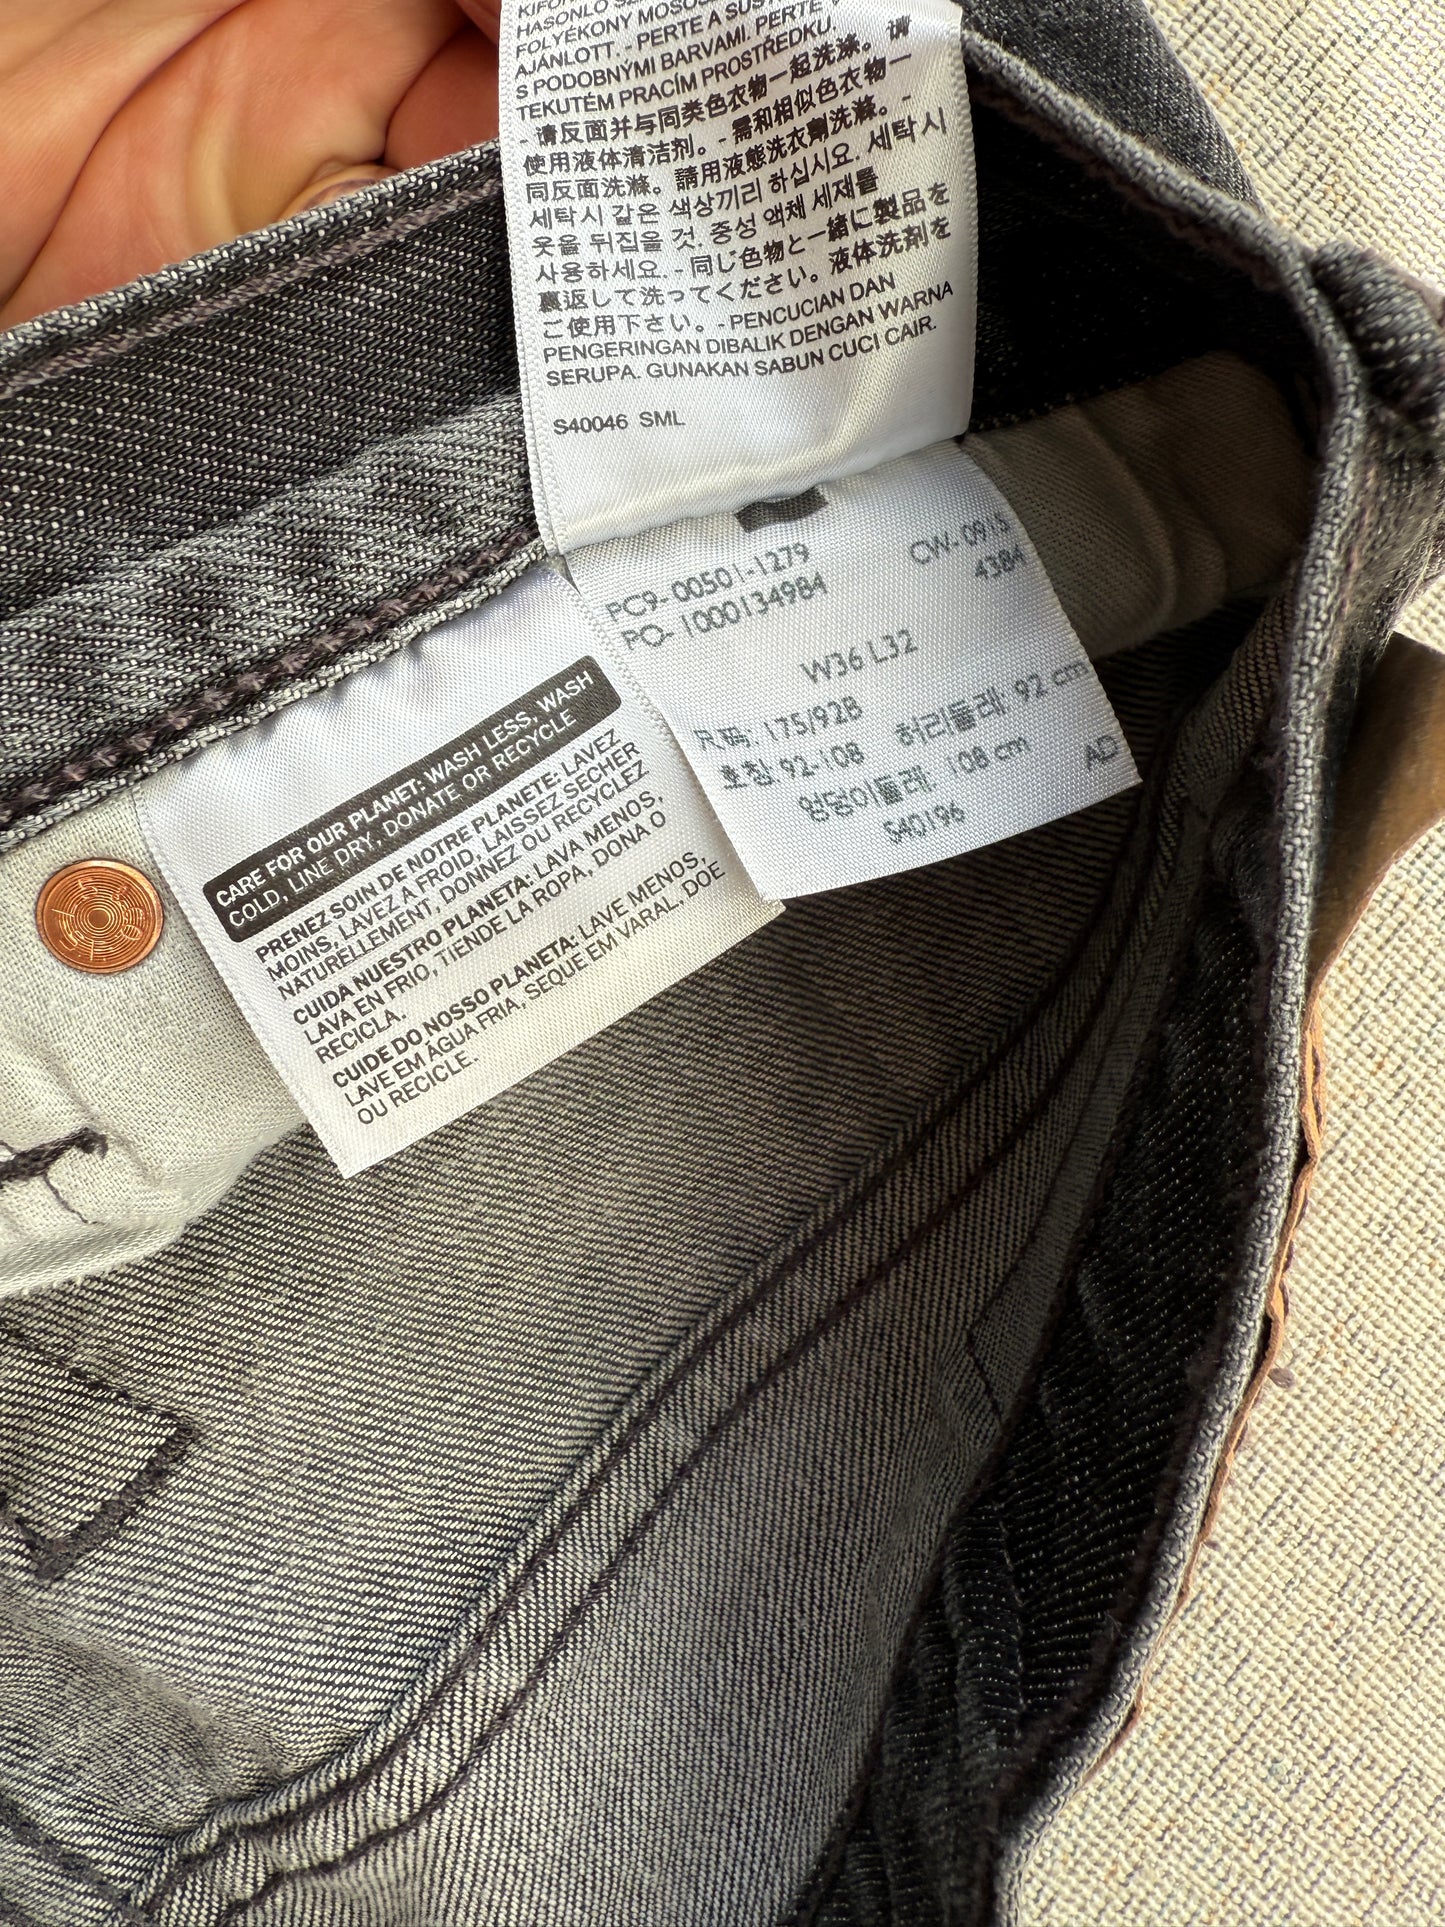 HASONLÓ
FOLYÉKONY MOSÓS
AJÁNLOTT. - PERTE A SUŠ
S PODOBNÝMI BARVAMI. PERTE V
TEKUTÉM PRACÍM PROSTŘEDKU.
- 请反面并与同类色衣物一起洗涤。请
使用液体清洁剂。- 需和相似色衣物一
同反面洗滌。請用液態洗衣劑洗滌。-
세탁시 같은 색상끼리 하십시요. 세탁시
옷을 뒤집을 것. 중성 액체 세제를
사용하세요. - 同じ色物と一緒に製品を
裏返して洗ってください。液体洗剤を
ご使用下さい。- PENCUCIAN DAN
PENGERINGAN DIBALIK DENGAN WARNA
SERUPA. GUNAKAN SABUN CUCI CAIR.
S40046 SML
PC9-00501-1279
CW-0915
PO-1000134984
4384
W36 L32
尺码: 175/92B
허리둘레: 92 cm
호칭: 92-108
엉덩이둘레: 108 cm
AD
S40196
CARE FOR OUR PLANET: WASH LESS, WASH
COLD, LINE DRY, DONATE OR RECYCLE
PRENEZ SOIN DE NOTRE PLANETE: LAVEZ
MOINS, LAVEZ A FROID, LAISSEZ SECHER
NATURELLEMENT, DONNEZ OU RECYCLEZ
CUIDA NUESTRO PLANETA: LAVA MENOS,
LAVA EN FRIO, TIENDE LA ROPA, DONA O
RECICLA.
CUIDE DO NOSSO PLANETA: LAVE MENOS,
LAVE EM ÁGUA FRIA, SEQUE EM VARAL, DOE
OU RECICLE.